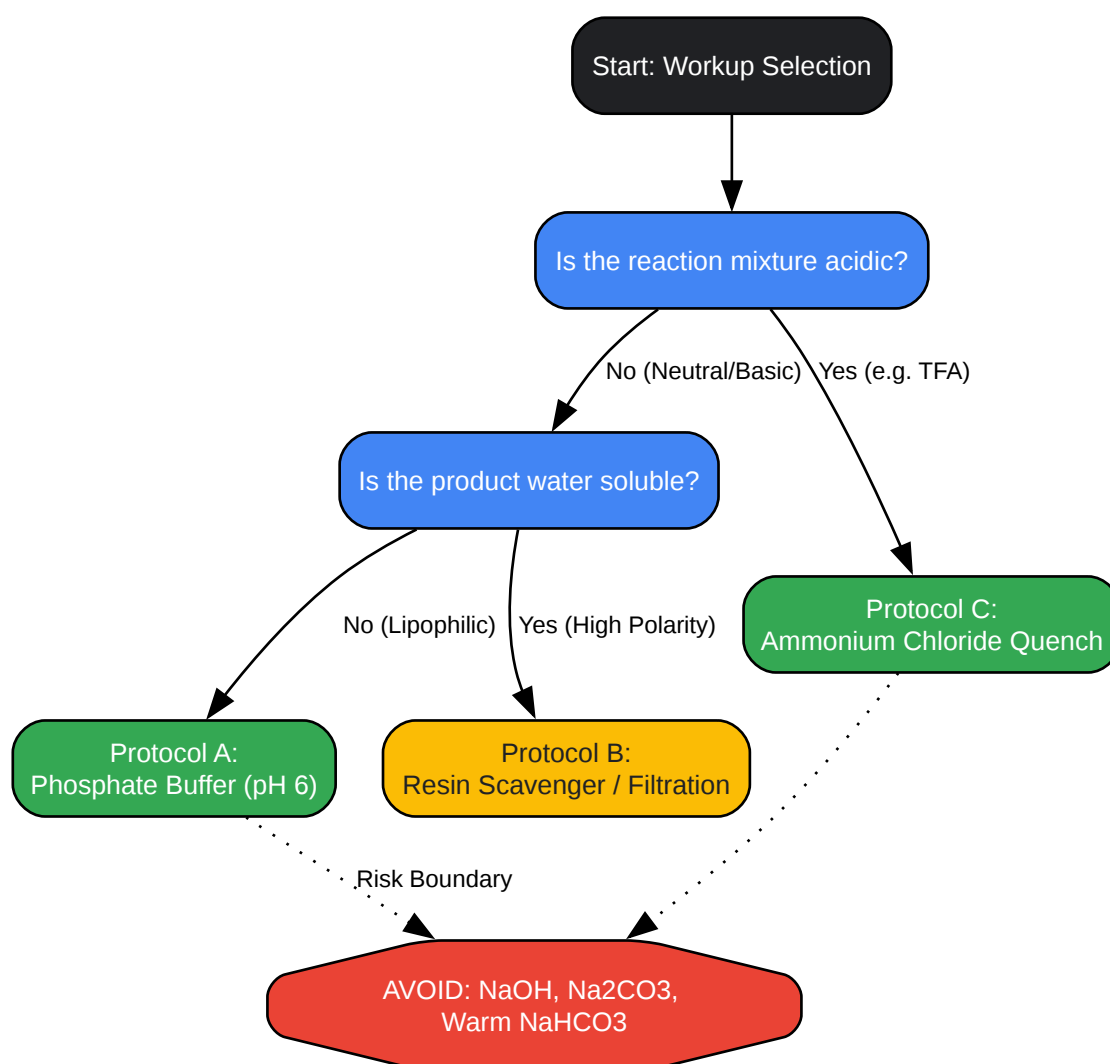 Start: Workup Selection
Is the reaction mixture acidic?
No (Neutral/Basic)
Yes (e.g. TFA)
Is the product water soluble?
No (Lipophilic)
Yes (High Polarity)
Protocol C:
Ammonium Chloride Quench
Protocol A:
Phosphate Buffer (pH 6)
Protocol B:
Resin Scavenger / Filtration
Risk Boundary
AVOID: NaOH, Na2CO3,
Warm NaHCO3